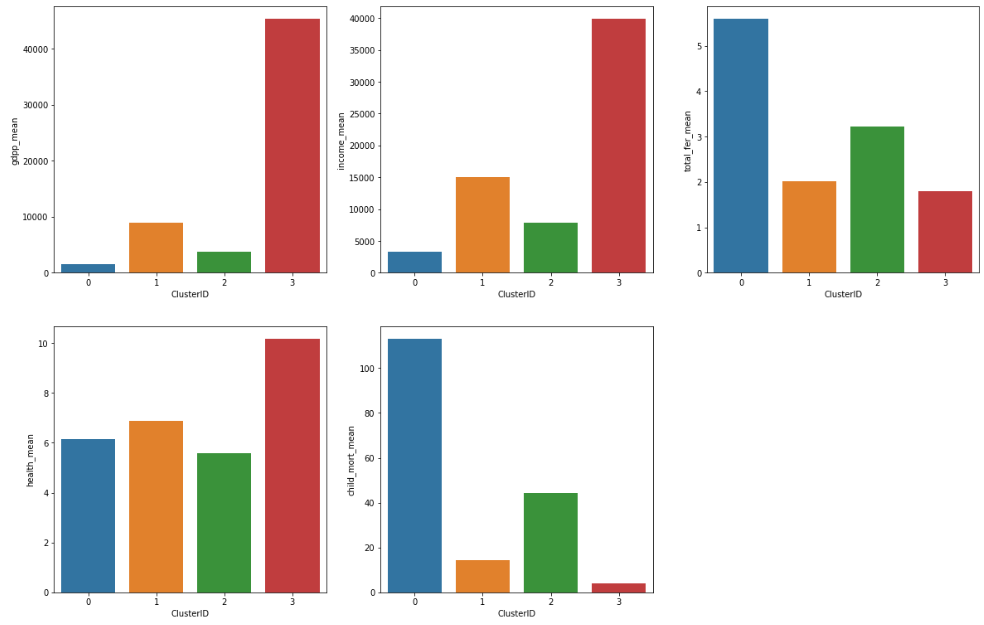 40000
30000
20000
10000
0
gdpp_mean
0 1 2 3
ClusterID
40000
35000
30000
25000
20000
15000
10000
5000
0
income_mean
0 1 2 3
ClusterID
5
4
3
2
1
0
total_fer_mean
0 1 2 3
ClusterID
10
8
6
4
2
0
health_mean
0 1 2 3
ClusterID
100
80
60
40
20
0
child_mort_mean
0 1 2 3
ClusterID